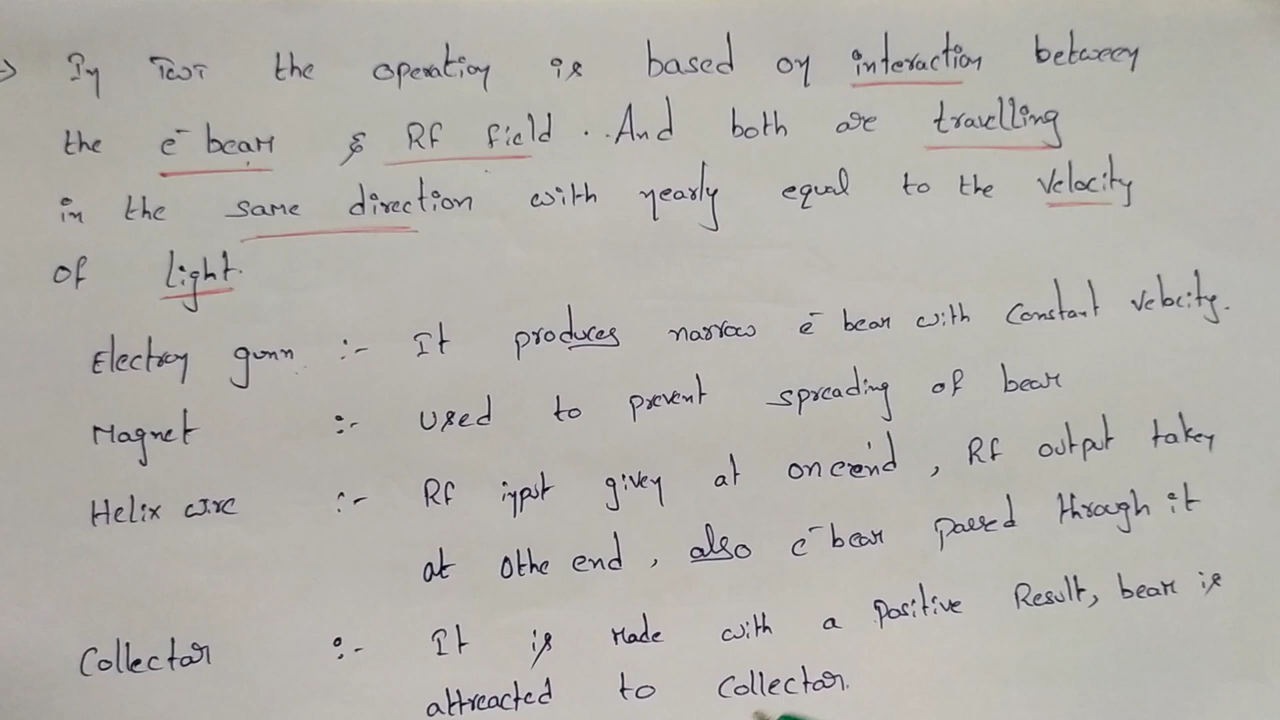 → In TWT the operation is based on interaction between
the e⁻ beam & RF field . . And both are travelling
in the same direction with nearly equal to the velocity
of light.
Electron gunn :- It produces narrow e⁻ beam with constant velocity.
Magnet :- used to prevent spreading of beam
Helix wire :- RF input given at one end , RF output taken
at othe end , also e⁻ beam passed through it
Collector :- It is made with a positive Result, beam is
attreacted to collector.